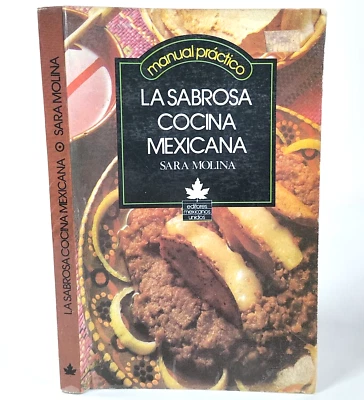 manual práctico
LA SABROSA
COCINA
MEXICANA
SARA MOLINA
editores
mexicanos
unidos
LA SABROSA COCINA MEXICANA ⊙ SARA MOLINA